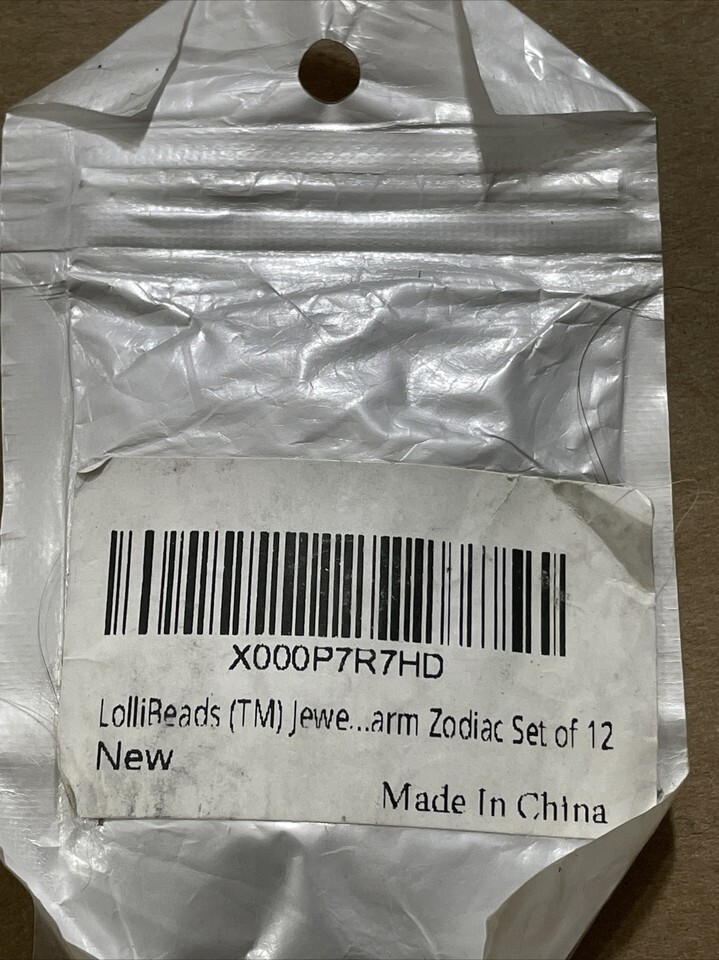 X000P7R7HD
LolliBeads (TM) Jewe...arm Zodiac Set of 12
New
Made In China